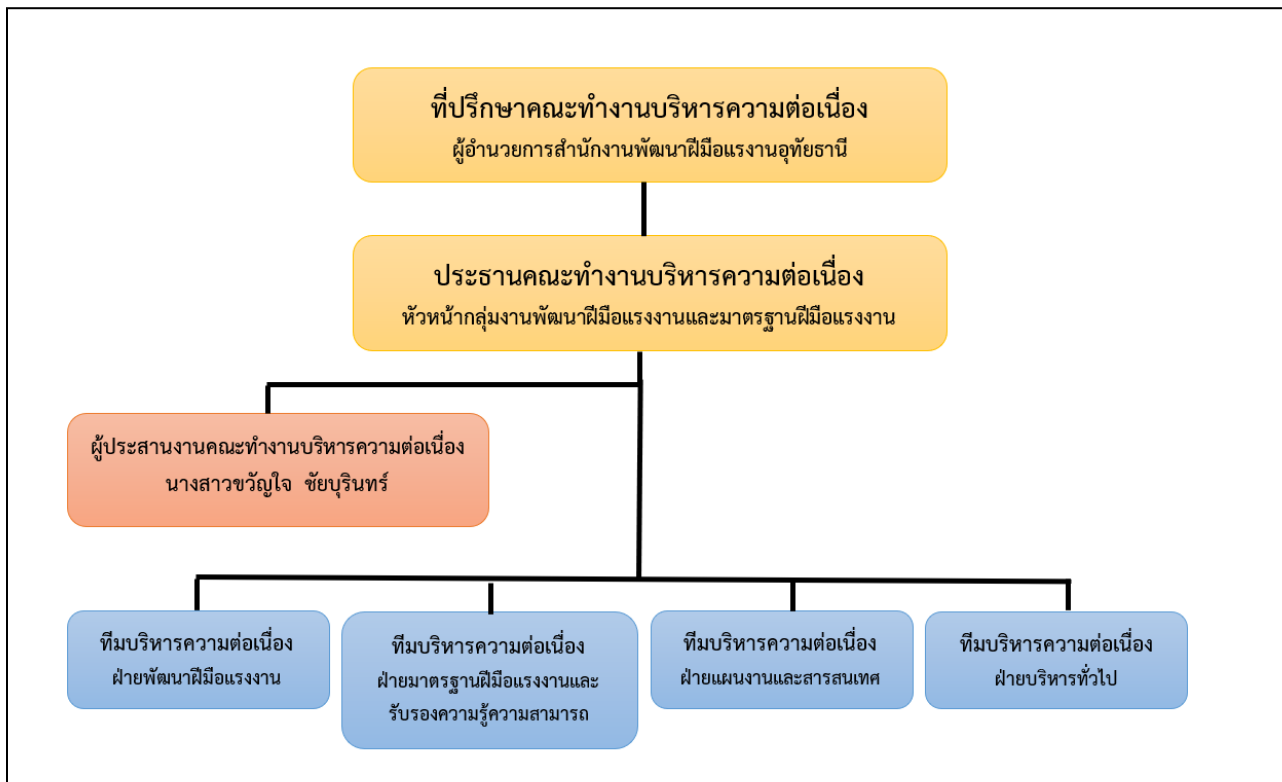 ที่ปรึกษาคณะทำงานบริหารความต่อเนื่อง
ผู้อำนวยการสำนักงานพัฒนาฝีมือแรงงานอุทัยธานี
ประธานคณะทำงานบริหารความต่อเนื่อง
หัวหน้ากลุ่มงานพัฒนาฝีมือแรงงานและมาตรฐานฝีมือแรงงาน
ผู้ประสานงานคณะทำงานบริหารความต่อเนื่อง
นางสาวขวัญใจ ชัยบุรินทร์
ทีมบริหารความต่อเนื่อง
ฝ่ายพัฒนาฝีมือแรงงาน
ทีมบริหารความต่อเนื่อง
ฝ่ายมาตรฐานฝีมือแรงงานและ
รับรองความรู้ความสามารถ
ทีมบริหารความต่อเนื่อง
ฝ่ายแผนงานและสารสนเทศ
ทีมบริหารความต่อเนื่อง
ฝ่ายบริหารทั่วไป